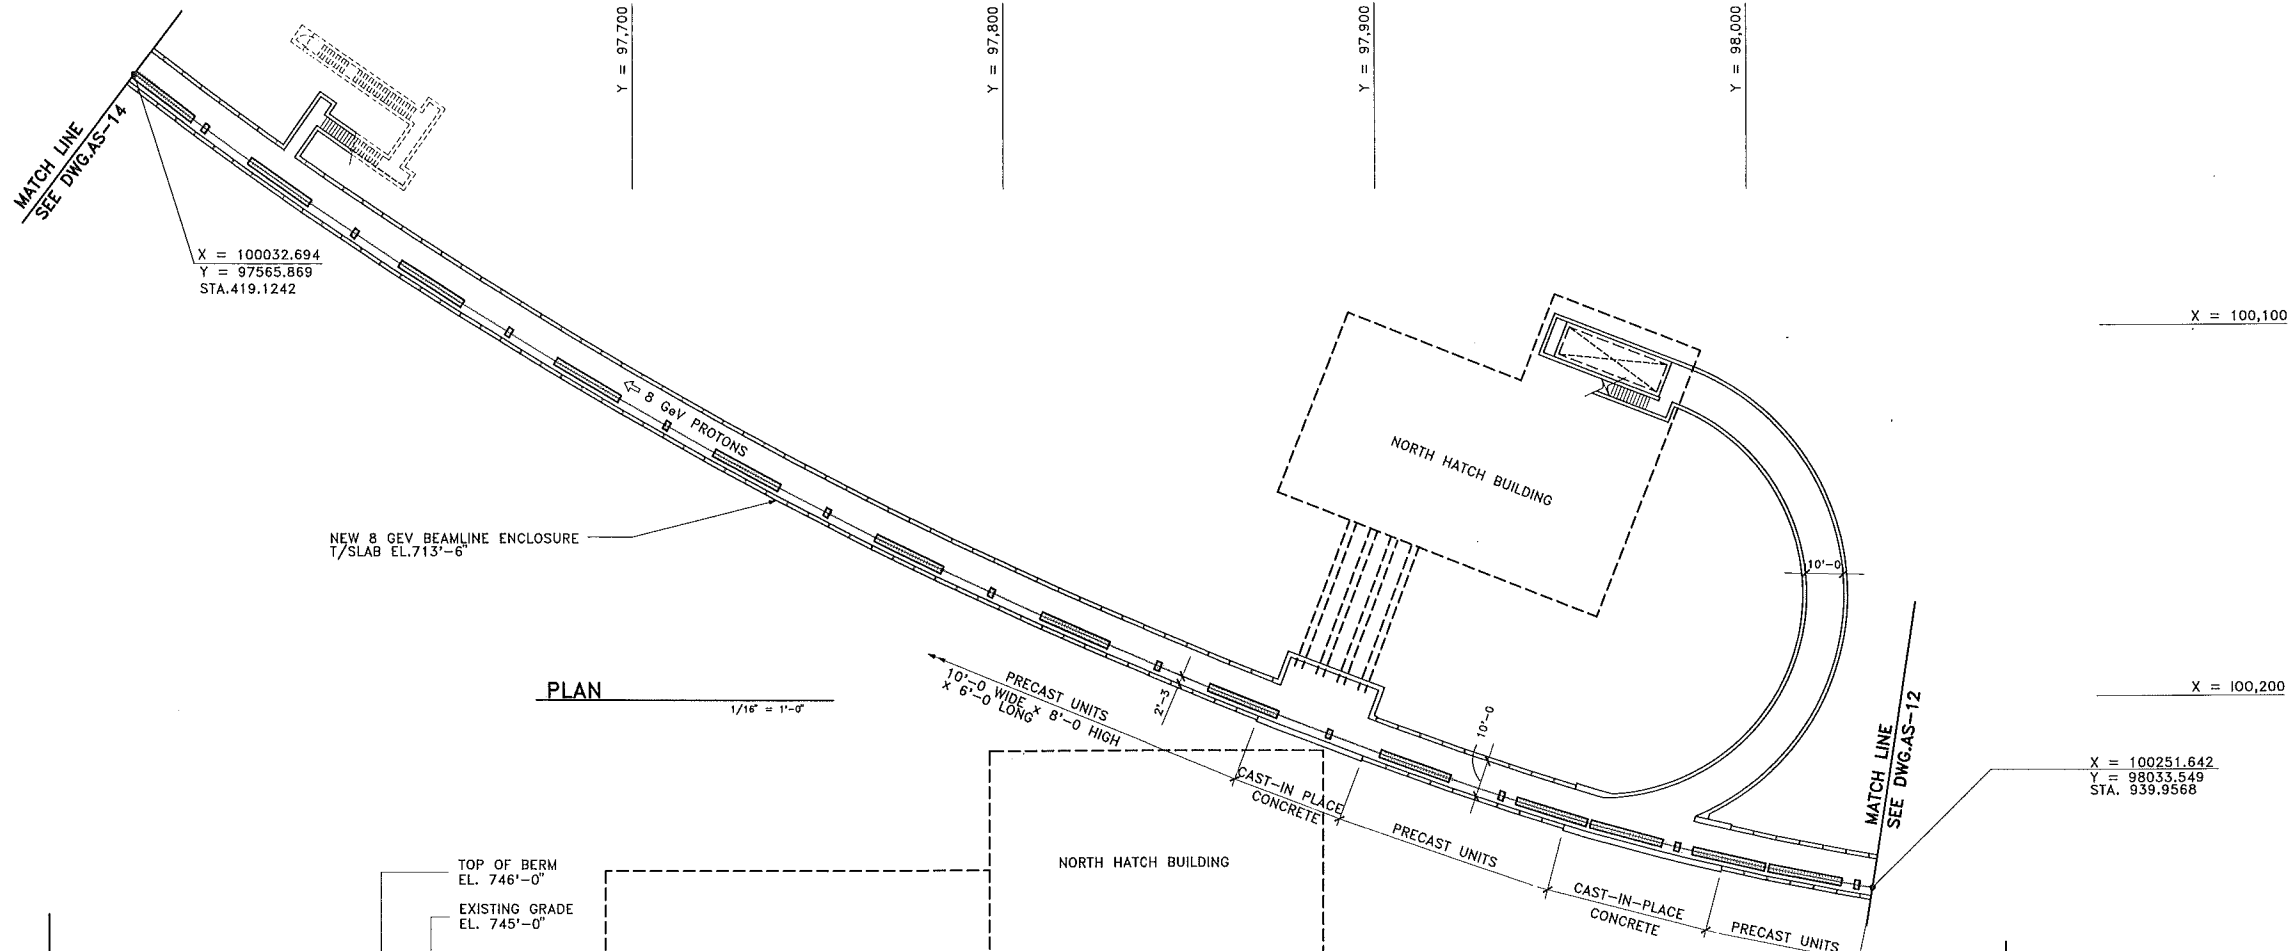 Y = 97,700
Y = 97,800
Y = 97,900
Y = 98,000
MATCH LINE
SEE DWG.AS-14
X = 100032.694
Y = 97565.869
STA.419.1242
X = 100,100
8 GeV PROTONS
NORTH HATCH BUILDING
NEW 8 GEV BEAMLINE ENCLOSURE
T/SLAB EL.713'-6"
10'-0
PLAN
1/16" = 1'-0"
PRECAST UNITS
10'-0 WIDE x 8'-0 HIGH
x 6'-0 LONG
2'-3
10'-0
X = 100,200
MATCH LINE
SEE DWG.AS-12
X = 100251.642
Y = 98033.549
STA. 939.9568
CAST-IN PLACE
CONCRETE
PRECAST UNITS
CAST-IN-PLACE
CONCRETE
PRECAST UNITS
NORTH HATCH BUILDING
TOP OF BERM
EL. 746'-0"
EXISTING GRADE
EL. 745'-0"